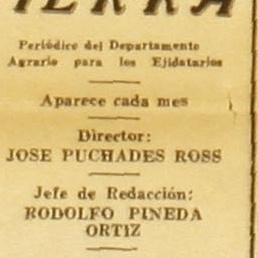 TIERRA
Periódico del Departamento
Agrario para los Ejidatarios
Aparece cada mes
Director:
JOSE PUCHADES ROSS
Jefe de Redacción:
RODOLFO PINEDA
ORTIZ